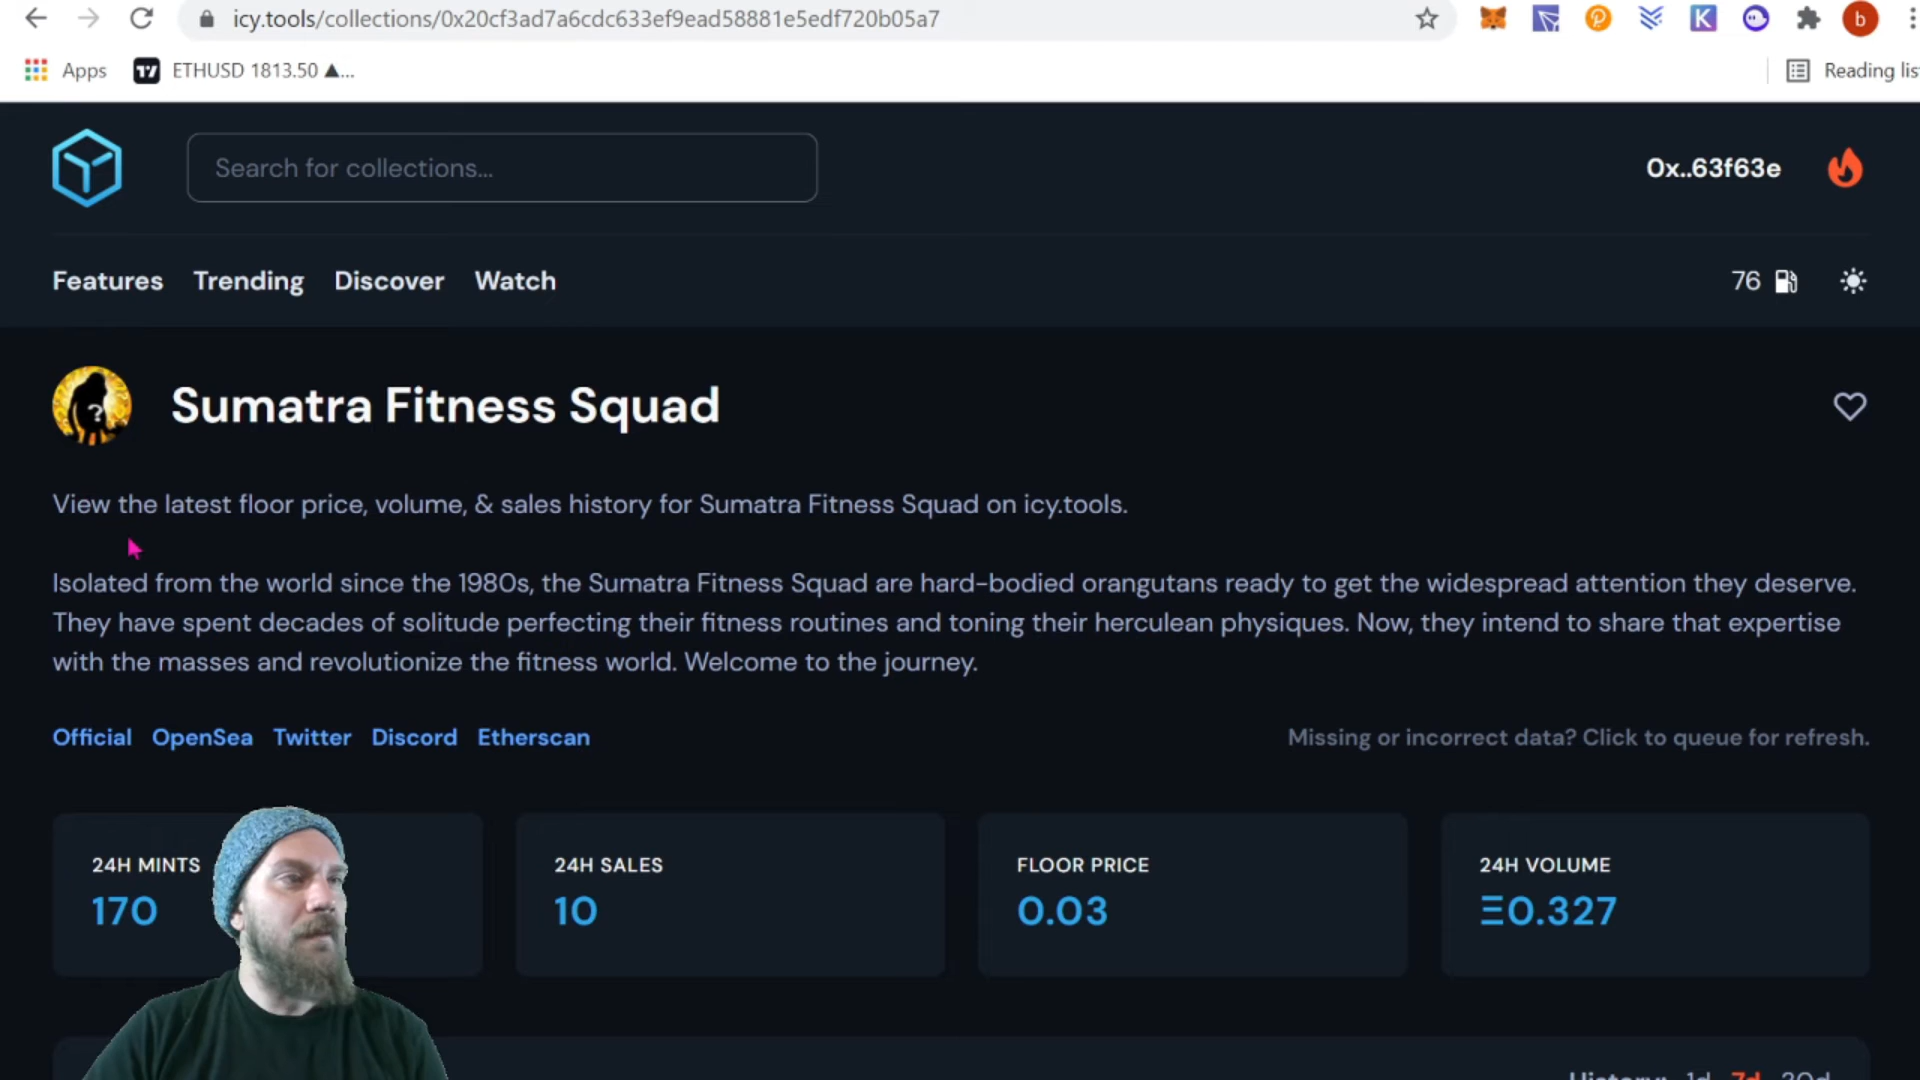 icy.tools/collections/0x20cf3ad7a6cdc633ef9ead58881e5edf720b05a7
K
b
Apps
ETHUSD 1813.50 ▲...
Search for collections...
0x..63f63e
Features Trending Discover Watch
76
?
Sumatra Fitness Squad
View the latest floor price, volume, & sales history for Sumatra Fitness Squad on icy.tools.
Isolated from the world since the 1980s, the Sumatra Fitness Squad are hard-bodied orangutans ready to get the widespread attention they deserve.
They have spent decades of solitude perfecting their fitness routines and toning their herculean physiques. Now, they intend to share that expertise
with the masses and revolutionize the fitness world. Welcome to the journey.
Official OpenSea Twitter Discord Etherscan
Missing or incorrect data? Click to queue for refresh.
24H MINTS
170
24H SALES
10
FLOOR PRICE
0.03
24H VOLUME
Ξ0.327